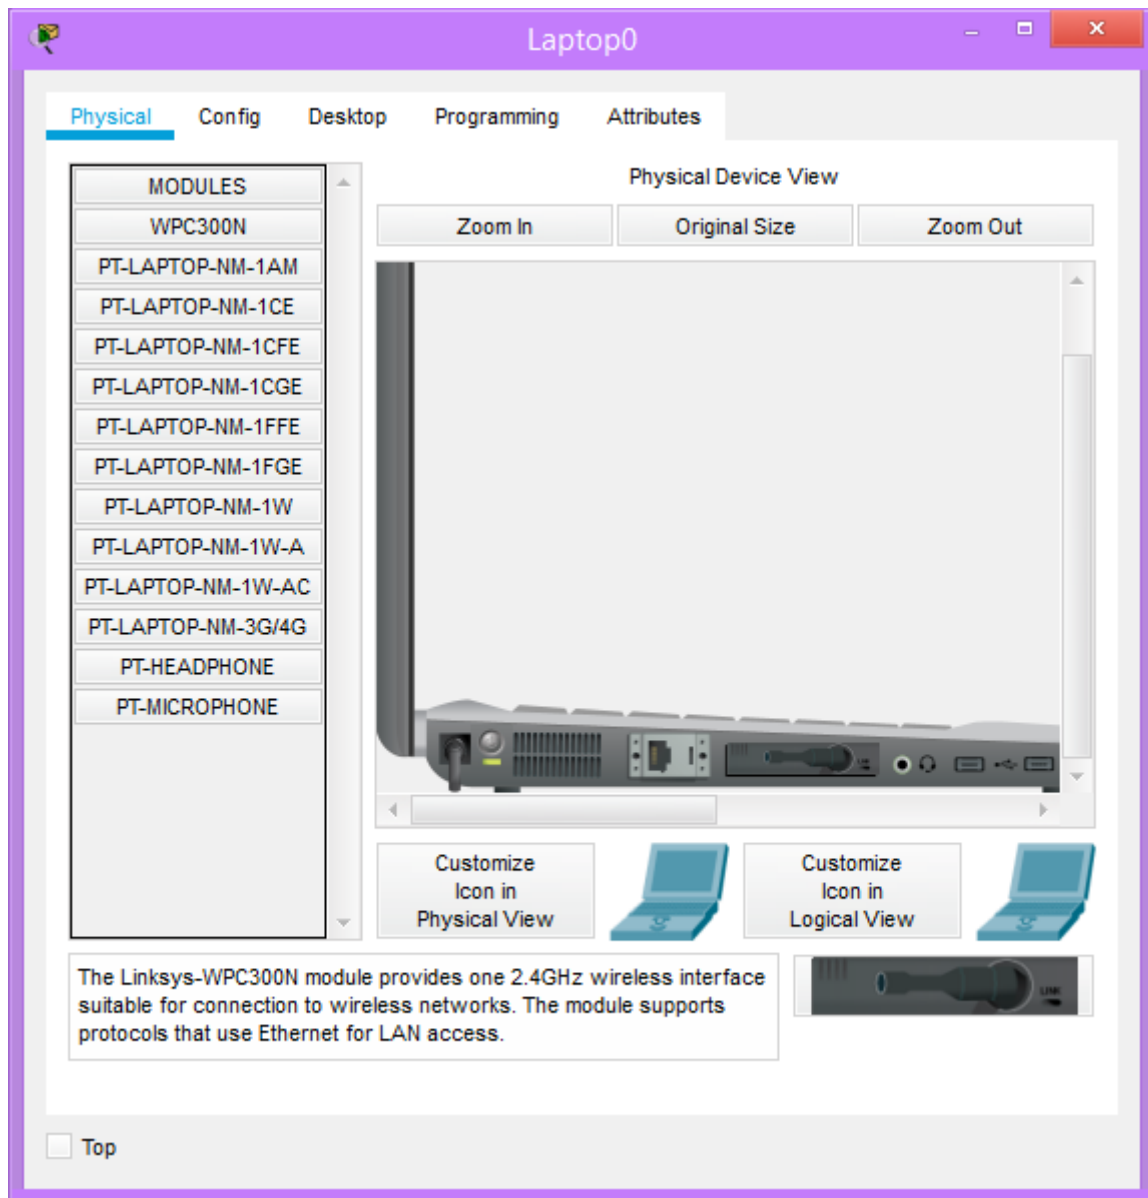 Laptop0
Physical Config Desktop Programming Attributes
MODULES
WPC300N
PT-LAPTOP-NM-1AM
PT-LAPTOP-NM-1CE
PT-LAPTOP-NM-1CFE
PT-LAPTOP-NM-1CGE
PT-LAPTOP-NM-1FFE
PT-LAPTOP-NM-1FGE
PT-LAPTOP-NM-1W
PT-LAPTOP-NM-1W-A
PT-LAPTOP-NM-1W-AC
PT-LAPTOP-NM-3G/4G
PT-HEADPHONE
PT-MICROPHONE
Physical Device View
Zoom In Original Size Zoom Out
Customize
Icon in
Physical View
Customize
Icon in
Logical View
The Linksys-WPC300N module provides one 2.4GHz wireless interface
suitable for connection to wireless networks. The module supports
protocols that use Ethernet for LAN access.
LINK
Top